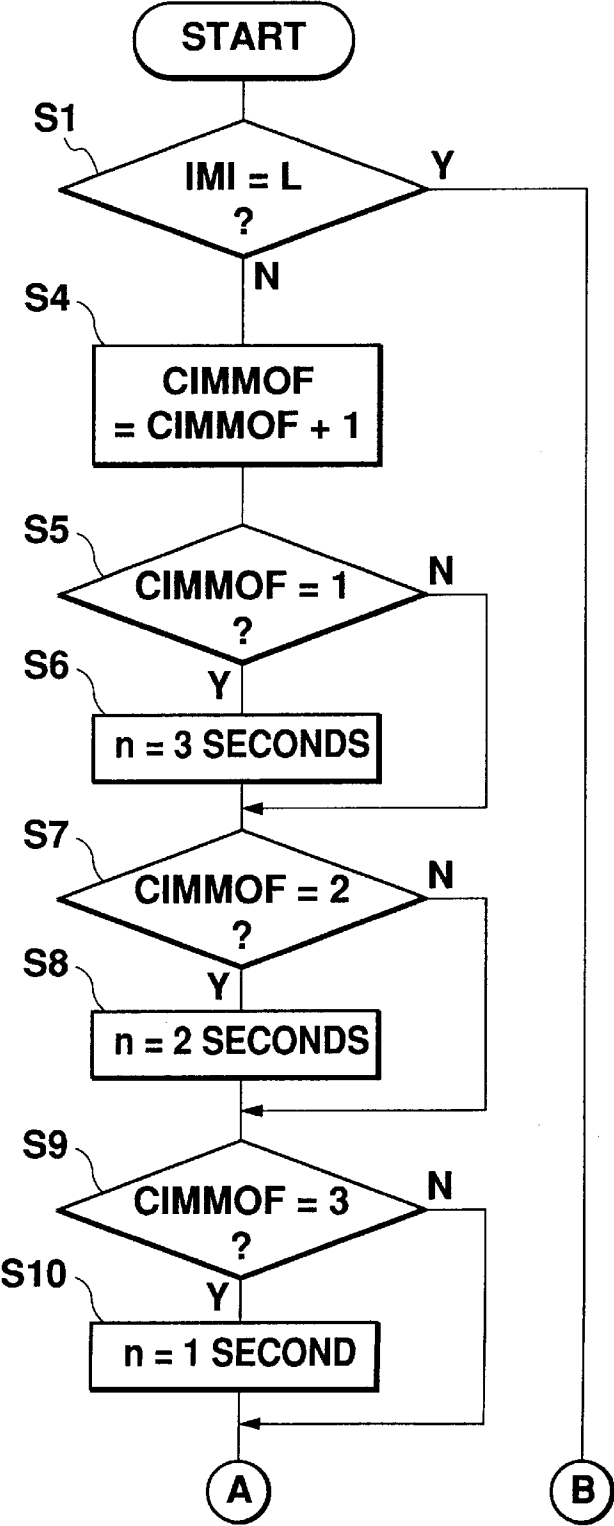 START
S1
IMI = L
?
Y
N
S4
CIMMOF
= CIMMOF + 1
S5
CIMMOF = 1
?
N
Y
S6
n = 3 SECONDS
S7
CIMMOF = 2
?
N
Y
S8
n = 2 SECONDS
S9
CIMMOF = 3
?
N
Y
S10
n = 1 SECOND
A
B